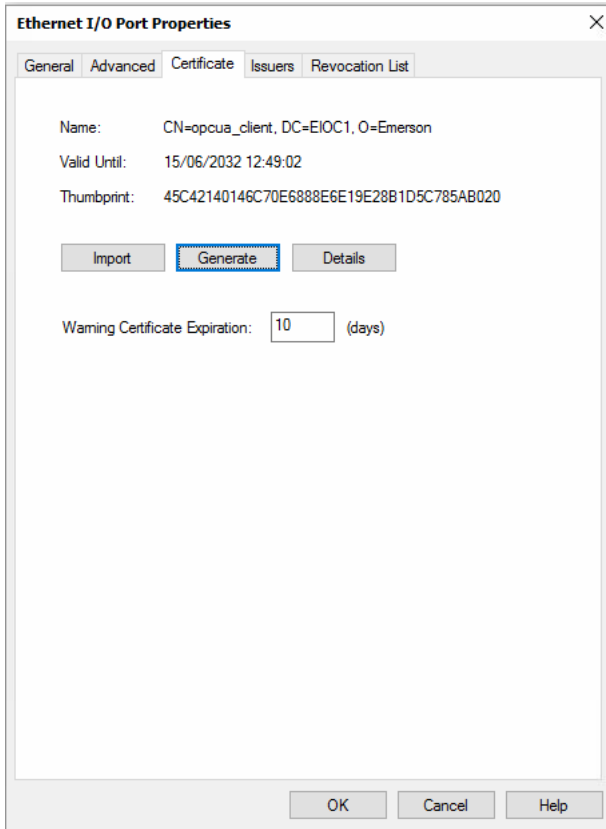 Ethernet I/O Port Properties
General Advanced Certificate Issuers Revocation List
Name: CN=opcua_client, DC=EIOC1, O=Emerson
Valid Until: 15/06/2032 12:49:02
Thumbprint: 45C42140146C70E6888E6E19E28B1D5C785AB020
Import Generate Details
Warning Certificate Expiration: 10 (days)
OK Cancel Help